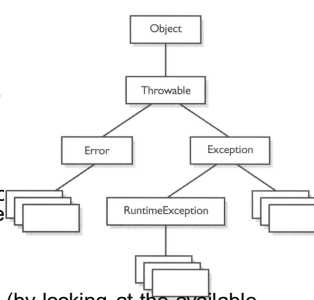 Object
Throwable
Error
Exception
RuntimeException
(by looking at the available